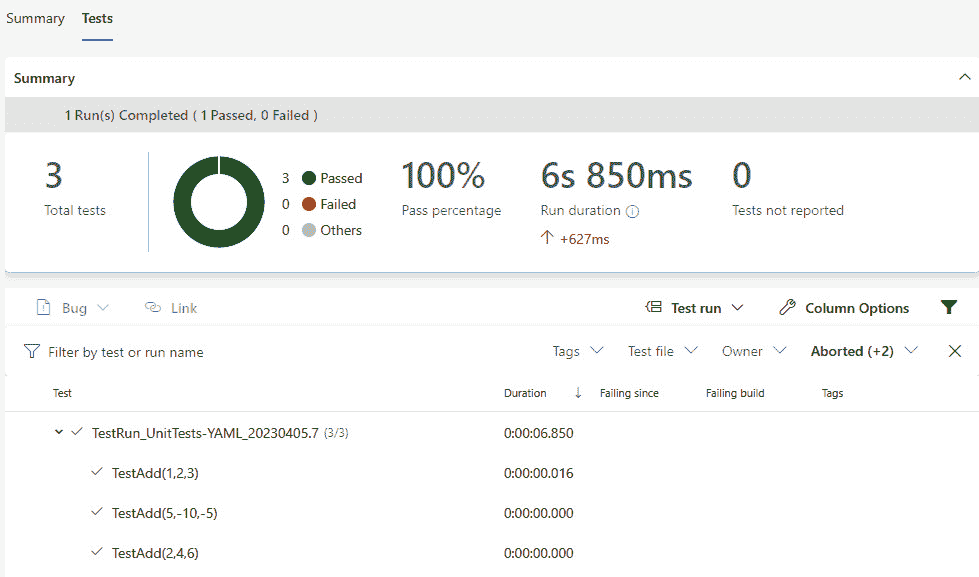 Summary Tests
Summary
1 Run(s) Completed ( 1 Passed, 0 Failed )
3
Total tests
3 Passed
0 Failed
0 Others
100%
Pass percentage
6s 850ms
Run duration
+627ms
0
Tests not reported
Bug Link Test run Column Options
Filter by test or run name Tags Test file Owner Aborted (+2)
Test Duration Failing since Failing build Tags
TestRun_UnitTests-YAML_20230405.7 (3/3) 0:00:06.850
TestAdd(1,2,3) 0:00:00.016
TestAdd(5,-10,-5) 0:00:00.000
TestAdd(2,4,6) 0:00:00.000